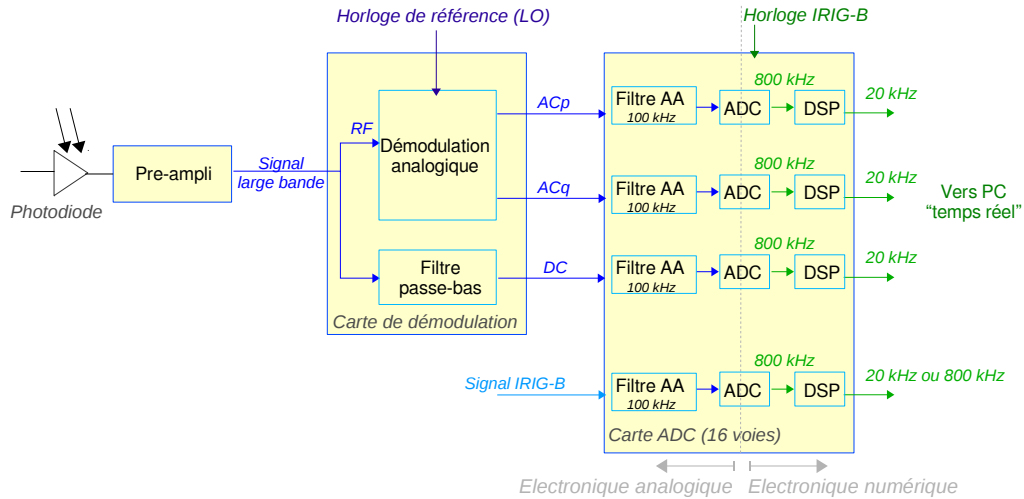 Horloge de référence (LO)
Horloge IRIG-B
800 kHz
20 kHz
ACp
Filtre AA
100 kHz
ADC
DSP
RF
Démodulation
analogique
Pre-ampli
Signal
large bande
Photodiode
800 kHz
20 kHz
ACq
Filtre AA
100 kHz
ADC
DSP
Vers PC
“temps réel”
800 kHz
20 kHz
DC
Filtre
passe-bas
Filtre AA
100 kHz
ADC
DSP
Carte de démodulation
800 kHz
20 kHz ou 800 kHz
Signal IRIG-B
Filtre AA
100 kHz
ADC
DSP
Carte ADC (16 voies)
Electronique analogique
Electronique numérique